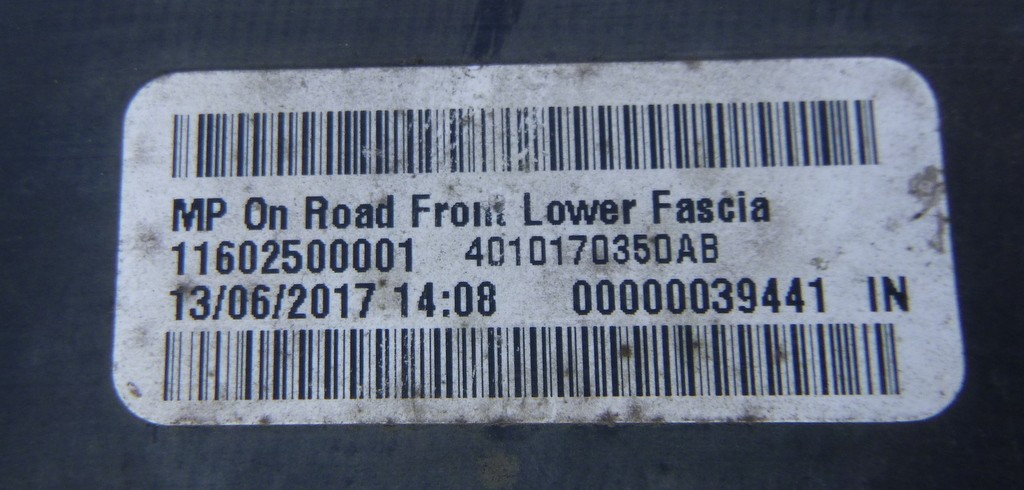 MP On Road Front Lower Fascia
11602500001 4010170350AB
13/06/2017 14:08 00000039441 IN